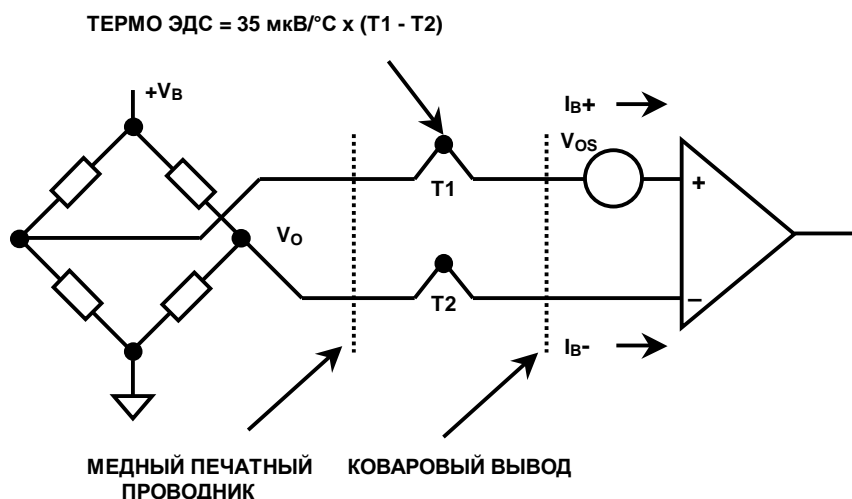 ТЕРМО ЭДС = 35 мкВ/°C x (T1 - T2)
+VB
IB+
VOS
T1
+
VO
T2
–
IB-
МЕДНЫЙ ПЕЧАТНЫЙ
ПРОВОДНИК
КОВАРОВЫЙ ВЫВОД